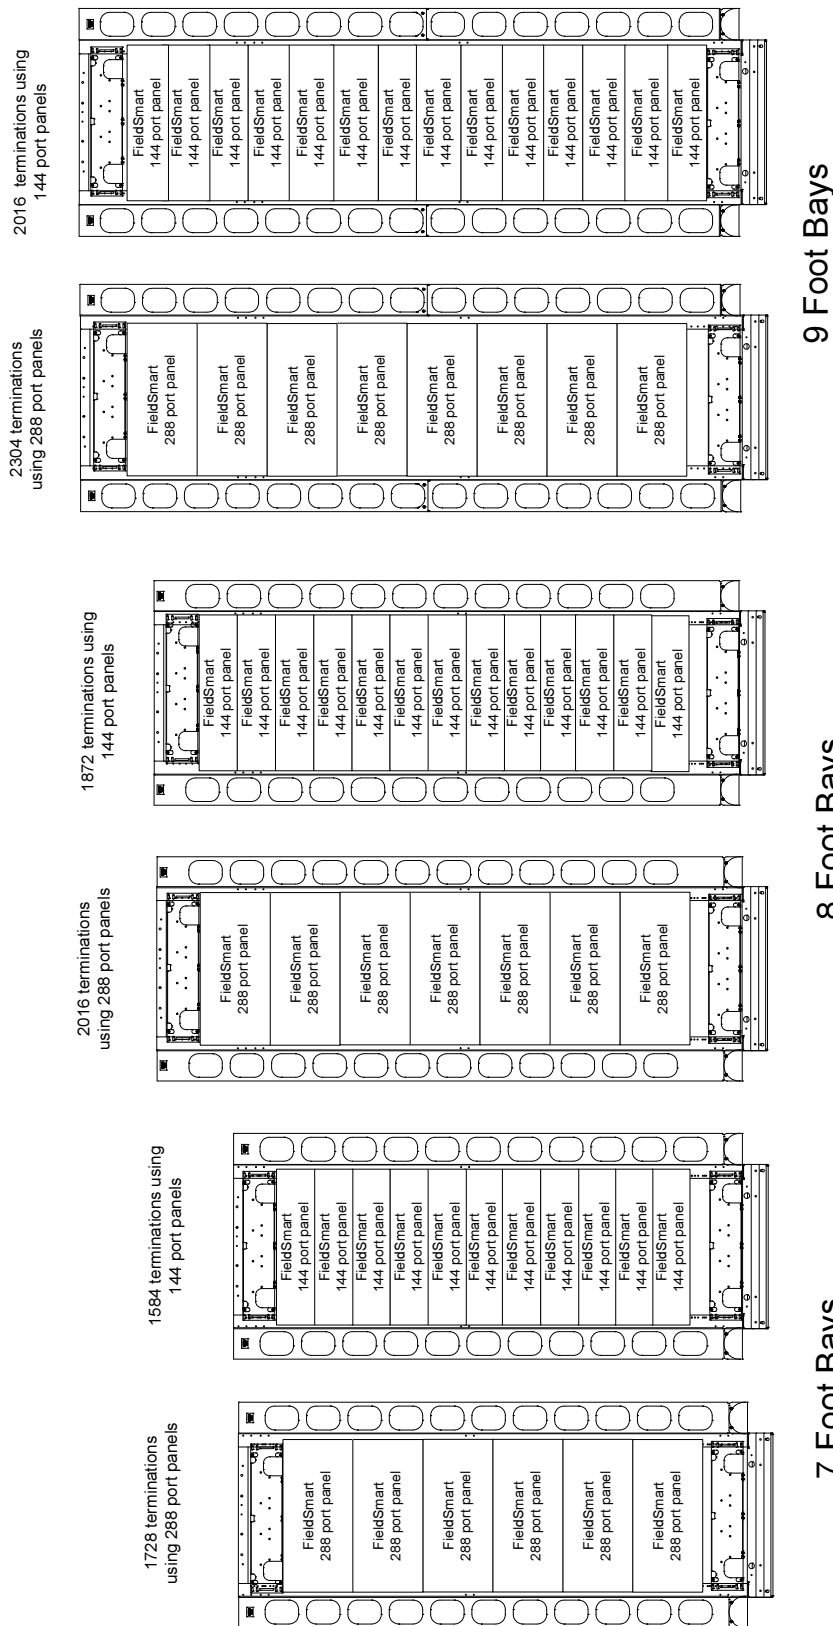 1728 terminations
using 288 port panels
FieldSmart
288 port panel
FieldSmart
288 port panel
FieldSmart
288 port panel
FieldSmart
288 port panel
FieldSmart
288 port panel
FieldSmart
288 port panel
1584 terminations using
144 port panels
FieldSmart
144 port panel
FieldSmart
144 port panel
FieldSmart
144 port panel
FieldSmart
144 port panel
FieldSmart
144 port panel
FieldSmart
144 port panel
FieldSmart
144 port panel
FieldSmart
144 port panel
FieldSmart
144 port panel
FieldSmart
144 port panel
FieldSmart
144 port panel
7 Foot Bays
2016 terminations
using 288 port panels
FieldSmart
288 port panel
FieldSmart
288 port panel
FieldSmart
288 port panel
FieldSmart
288 port panel
FieldSmart
288 port panel
FieldSmart
288 port panel
FieldSmart
288 port panel
1872 terminations using
144 port panels
FieldSmart
144 port panel
FieldSmart
144 port panel
FieldSmart
144 port panel
FieldSmart
144 port panel
FieldSmart
144 port panel
FieldSmart
144 port panel
FieldSmart
144 port panel
FieldSmart
144 port panel
FieldSmart
144 port panel
FieldSmart
144 port panel
FieldSmart
144 port panel
FieldSmart
144 port panel
FieldSmart
144 port panel
8 Foot Bays
2304 terminations
using 288 port panels
FieldSmart
288 port panel
FieldSmart
288 port panel
FieldSmart
288 port panel
FieldSmart
288 port panel
FieldSmart
288 port panel
FieldSmart
288 port panel
FieldSmart
288 port panel
FieldSmart
288 port panel
2016 terminations using
144 port panels
FieldSmart
144 port panel
FieldSmart
144 port panel
FieldSmart
144 port panel
FieldSmart
144 port panel
FieldSmart
144 port panel
FieldSmart
144 port panel
FieldSmart
144 port panel
FieldSmart
144 port panel
FieldSmart
144 port panel
FieldSmart
144 port panel
FieldSmart
144 port panel
FieldSmart
144 port panel
FieldSmart
144 port panel
FieldSmart
144 port panel
9 Foot Bays